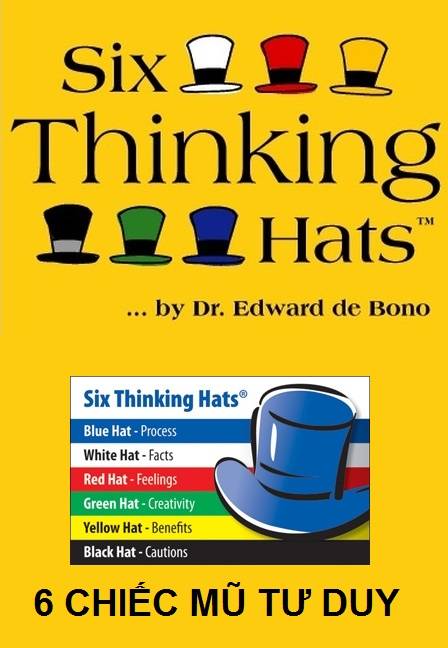 Six
Thinking
Hats™
... by Dr. Edward de Bono
Six Thinking Hats®
Blue Hat - Process
White Hat - Facts
Red Hat - Feelings
Green Hat - Creativity
Yellow Hat - Benefits
Black Hat - Cautions
6 CHIẾC MŨ TƯ DUY